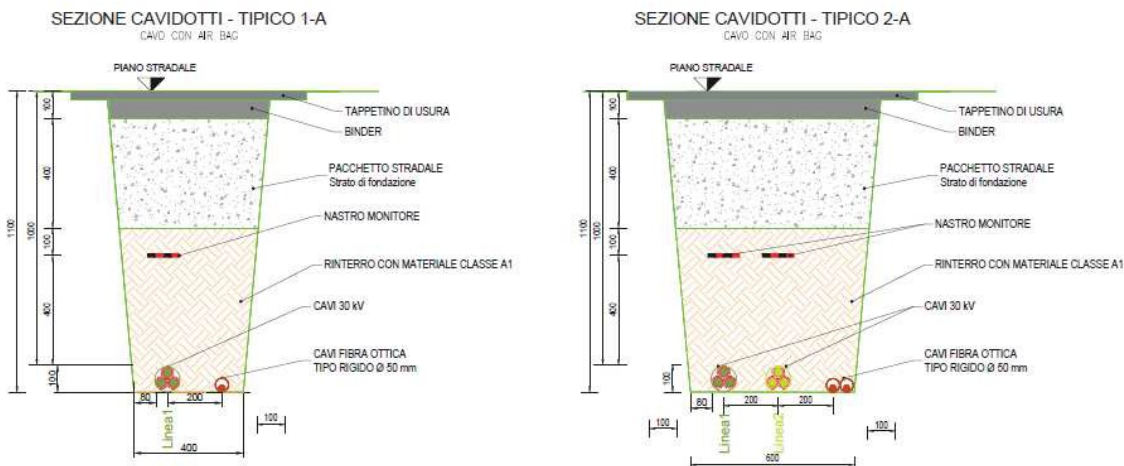 SEZIONE CAVIDOTTI - TIPICO 1-A
CAVO CON AIR BAG
PIANO STRADALE
TAPPETINO DI USURA
BINDER
PACCHETTO STRADALE
Strato di fondazione
NASTRO MONITORE
RINTERRO CON MATERIALE CLASSE A1
CAVI 30 kV
CAVI FIBRA OTTICA
TIPO RIGIDO Ø 50 mm
1100
1000
100
400
100
400
100
80
200
100
Linea1
400
SEZIONE CAVIDOTTI - TIPICO 2-A
CAVO CON AIR BAG
PIANO STRADALE
TAPPETINO DI USURA
BINDER
PACCHETTO STRADALE
Strato di fondazione
NASTRO MONITORE
RINTERRO CON MATERIALE CLASSE A1
CAVI 30 kV
CAVI FIBRA OTTICA
TIPO RIGIDO Ø 50 mm
1100
1000
100
400
100
400
100
80
200
200
100
100
Linea1
Linea2
600